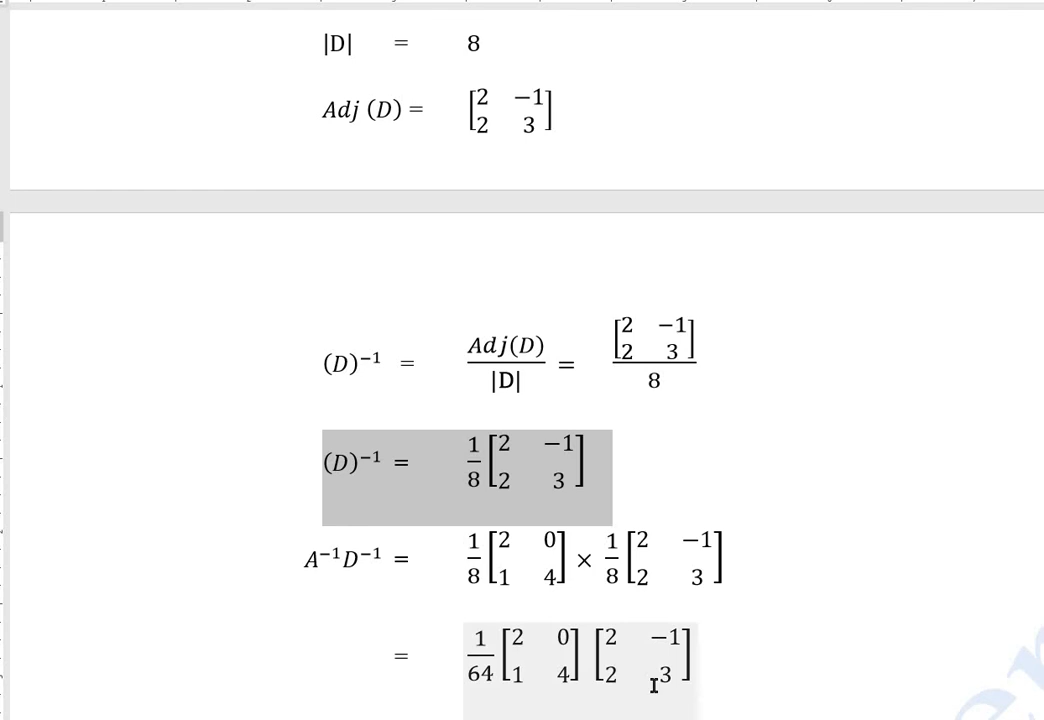 |D| = 8
Adj (D) = [2 −1
2 3]
(D)⁻¹ = Adj(D)/|D| = [2 −1
2 3]/8
(D)⁻¹ = 1/8 [2 −1
2 3]
A⁻¹D⁻¹ = 1/8 [2 0
1 4] × 1/8 [2 −1
2 3]
= 1/64 [2 0
1 4] [2 −1
2 3]